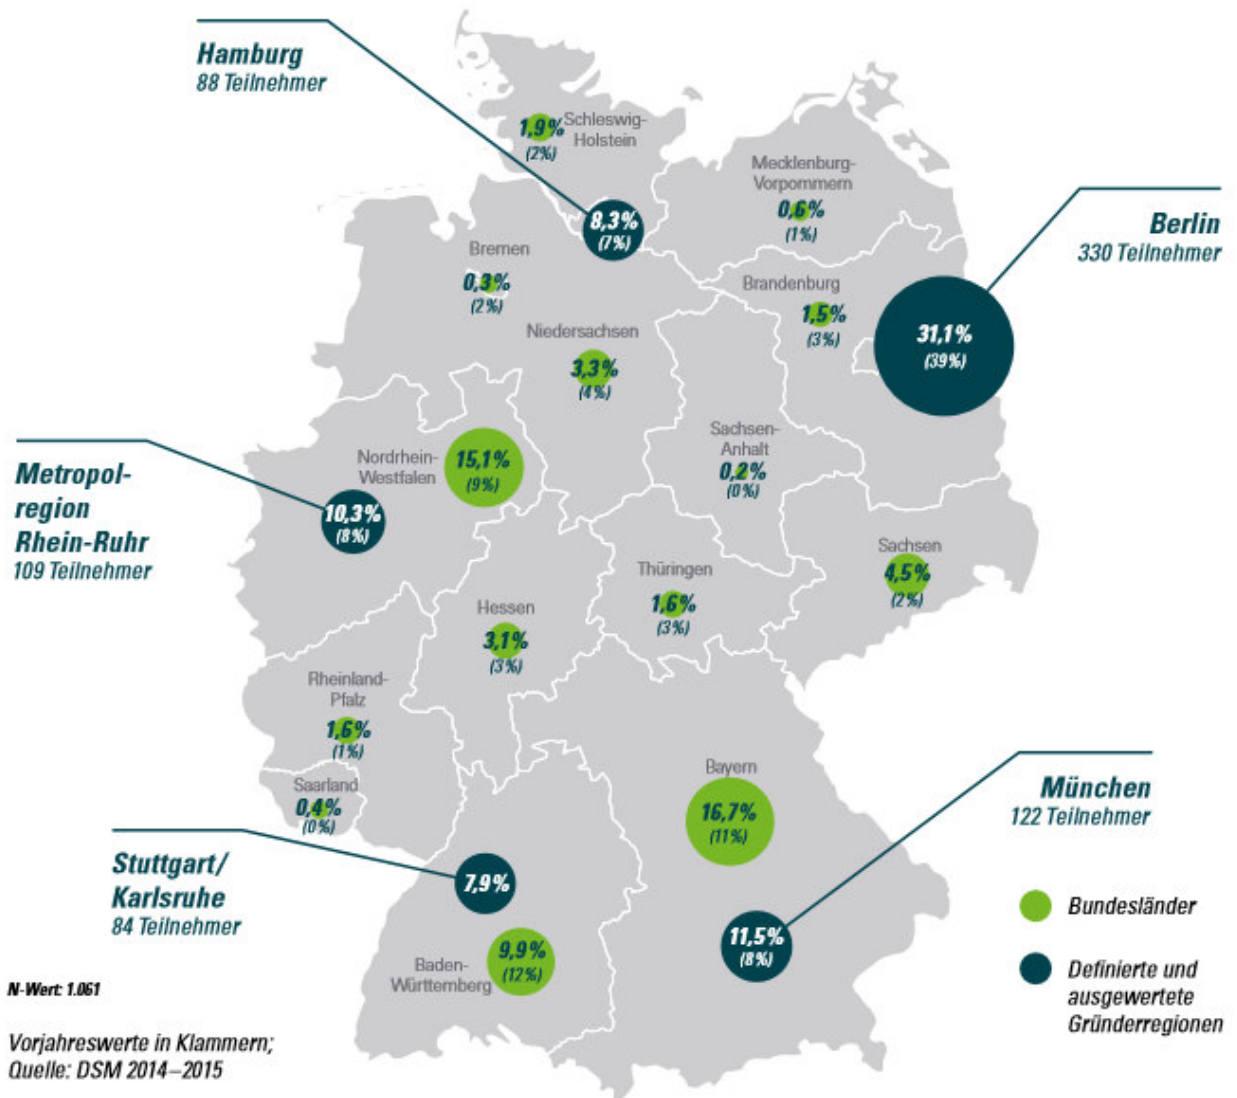 Hamburg
88 Teilnehmer
1,9%
(2%)
Schleswig-
Holstein
Mecklenburg-
Vorpommern
0,6%
(1%)
8,3%
(7%)
Berlin
330 Teilnehmer
Bremen
0,3%
(2%)
Brandenburg
1,5%
(3%)
31,1%
(39%)
Niedersachsen
3,3%
(4%)
Metropol-
region
Rhein-Ruhr
109 Teilnehmer
Nordrhein-
Westfalen
15,1%
(9%)
10,3%
(8%)
Sachsen-
Anhalt
0,2%
(0%)
Sachsen
4,5%
(2%)
Thüringen
1,6%
(3%)
Hessen
3,1%
(3%)
Rheinland-
Pfalz
1,6%
(1%)
Saarland
0,4%
(0%)
Bayern
16,7%
(11%)
München
122 Teilnehmer
Stuttgart/
Karlsruhe
84 Teilnehmer
7,9%
9,9%
(12%)
Baden-
Württemberg
11,5%
(8%)
Bundesländer
Definierte und
ausgewertete
Gründerregionen
N-Wert: 1.061
Vorjahreswerte in Klammern;
Quelle: DSM 2014–2015